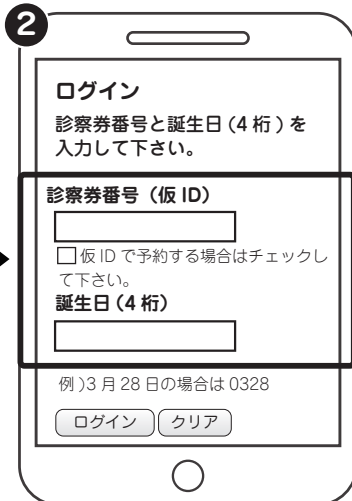 2
ログイン
診察券番号と誕生日(4桁)を
入力して下さい。
診察券番号（仮ID）
仮IDで予約する場合はチェックし
て下さい。
誕生日(4桁)
例)3月28日の場合は0328
ログイン クリア